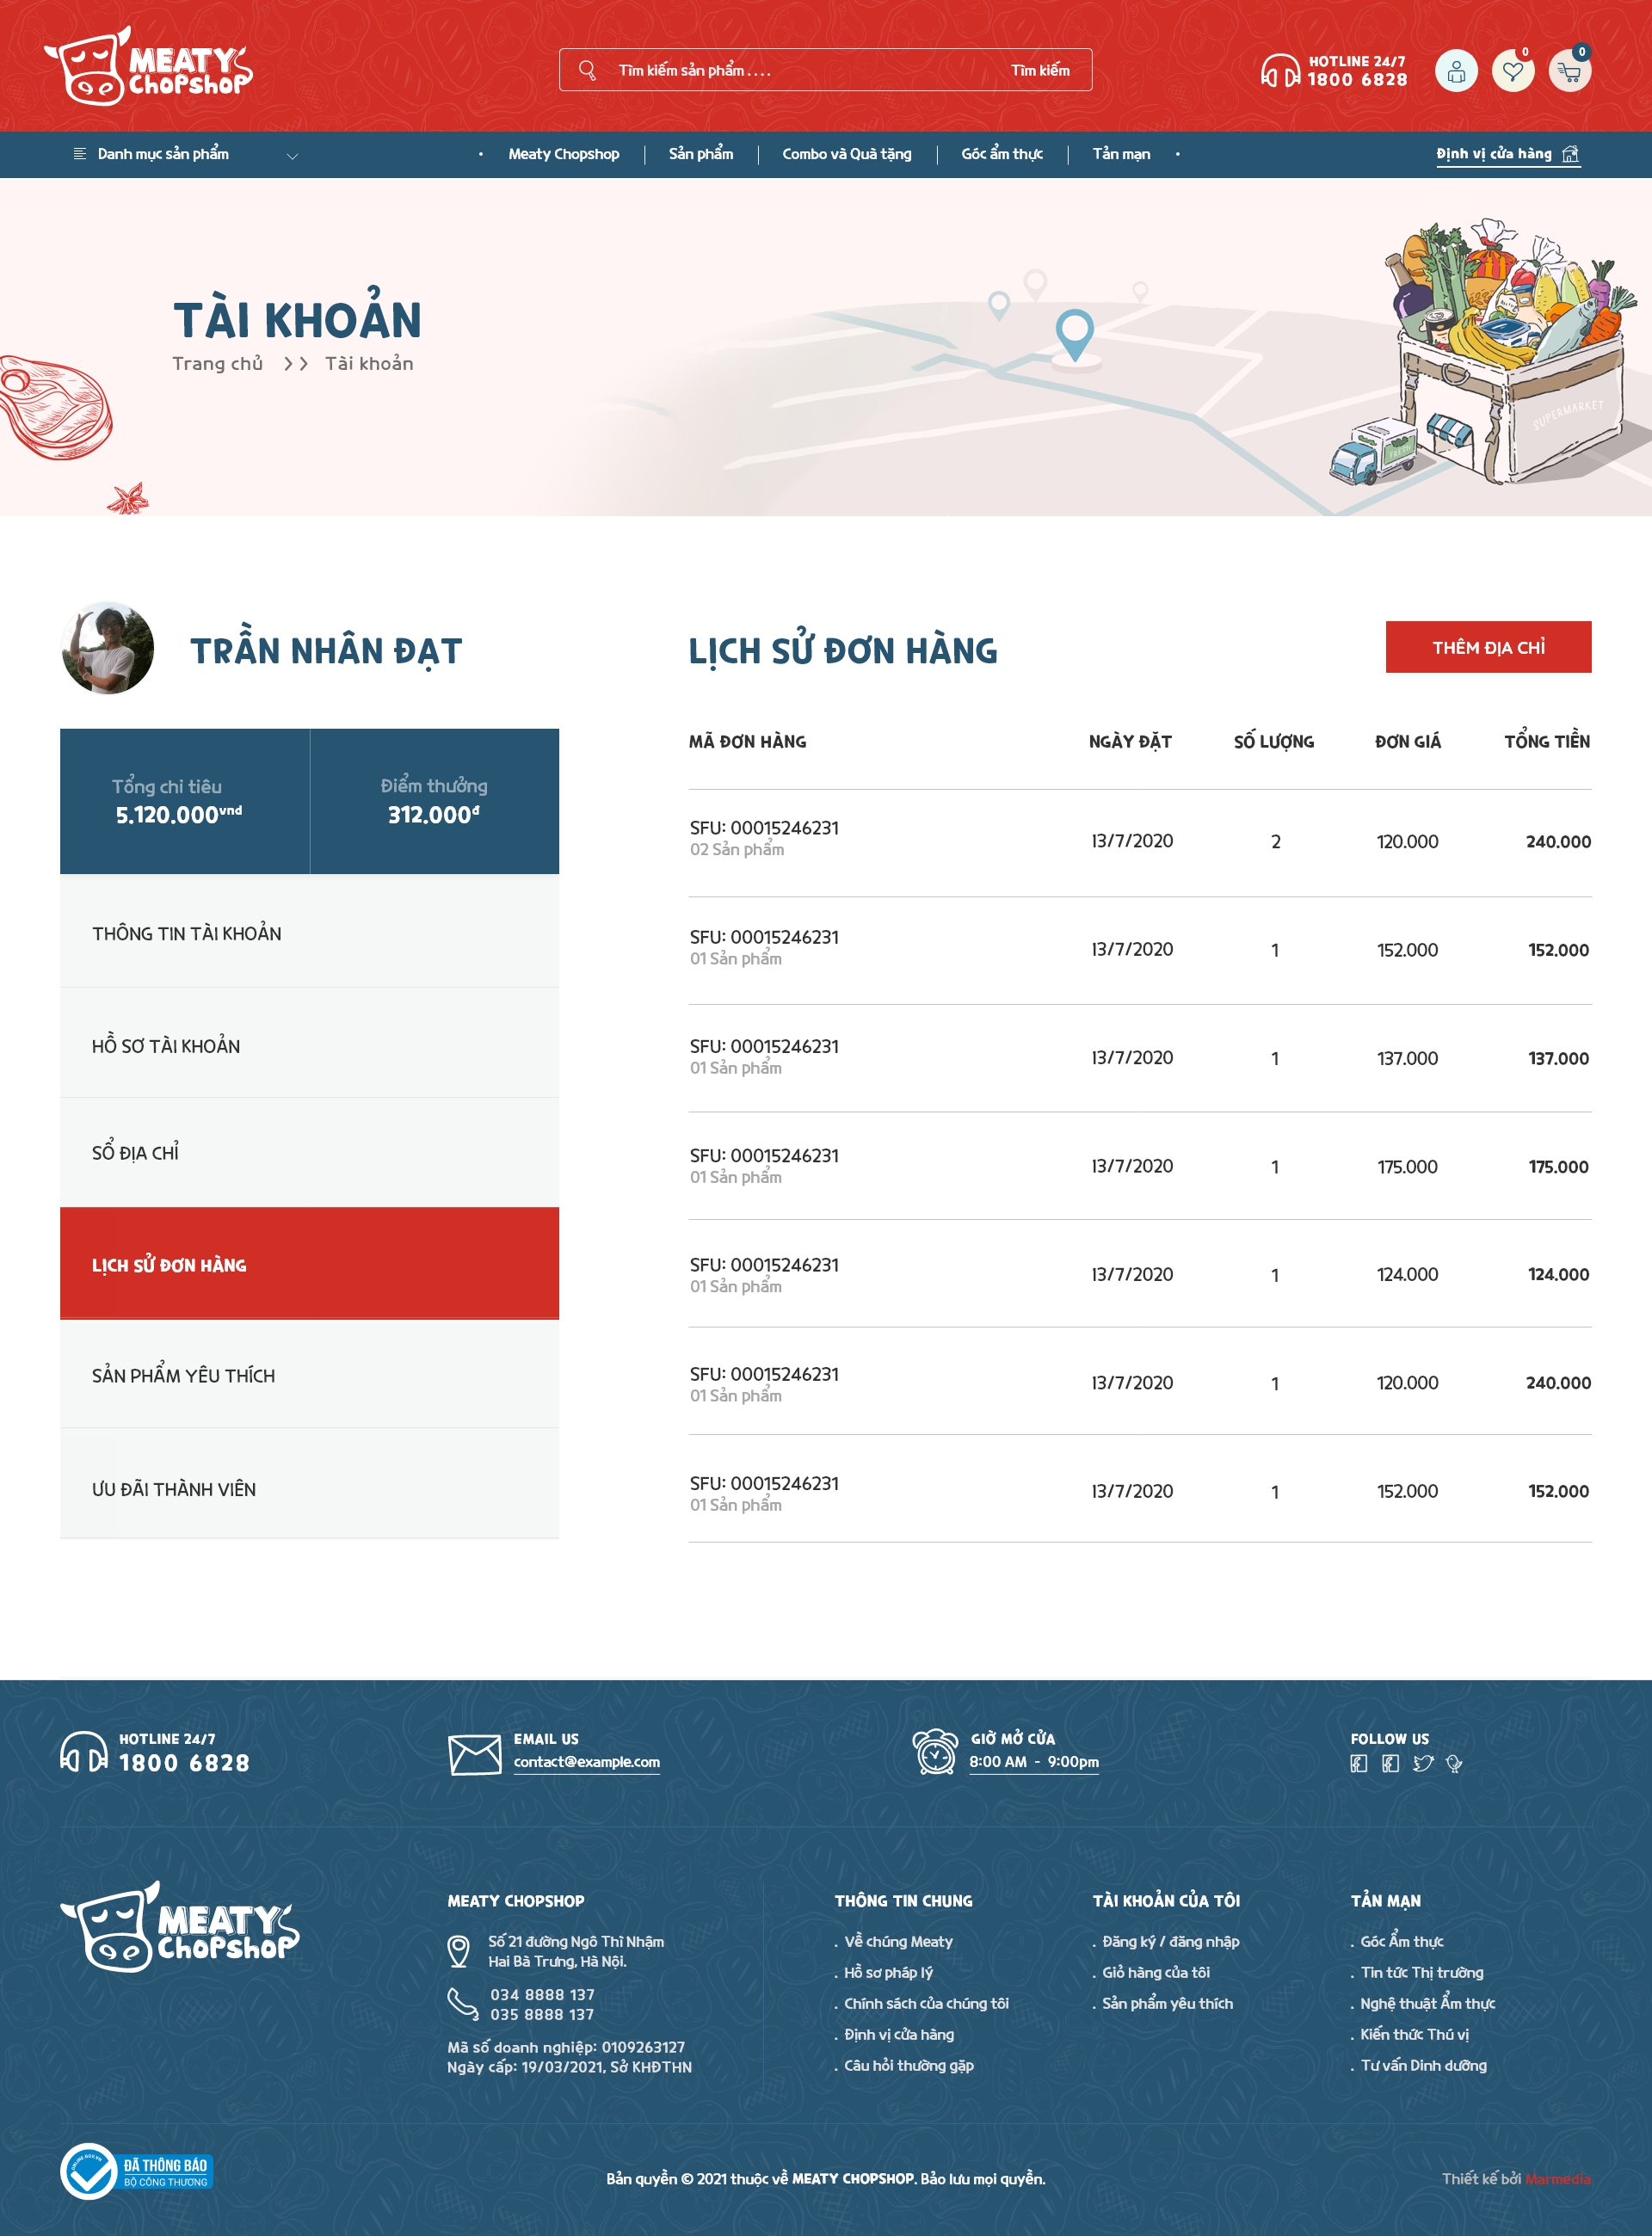 MEATY
ChopshoP
Tìm kiếm sản phẩm . . . .
Tìm kiếm
HOTLINE 24/7
1800 6828
0
0
Danh mục sản phẩm
Meaty Chopshop
Sản phẩm
Combo và Quà tặng
Góc ẩm thực
Tản mạn
Định vị cửa hàng
TÀI KHOẢN
Trang chủ >> Tài khoản
SUPERMARKET
FRESH
TRẦN NHÂN ĐẠT
Tổng chi tiêu
5.120.000vnd
Điểm thưởng
312.000đ
THÔNG TIN TÀI KHOẢN
HỒ SƠ TÀI KHOẢN
SỔ ĐỊA CHỈ
LỊCH SỬ ĐƠN HÀNG
SẢN PHẨM YÊU THÍCH
ƯU ĐÃI THÀNH VIÊN
LỊCH SỬ ĐƠN HÀNG
THÊM ĐỊA CHỈ
MÃ ĐƠN HÀNG NGÀY ĐẶT SỐ LƯỢNG ĐƠN GIÁ TỔNG TIỀN
SFU: 00015246231
02 Sản phẩm
13/7/2020 2 120.000 240.000
SFU: 00015246231
01 Sản phẩm
13/7/2020 1 152.000 152.000
SFU: 00015246231
01 Sản phẩm
13/7/2020 1 137.000 137.000
SFU: 00015246231
01 Sản phẩm
13/7/2020 1 175.000 175.000
SFU: 00015246231
01 Sản phẩm
13/7/2020 1 124.000 124.000
SFU: 00015246231
01 Sản phẩm
13/7/2020 1 120.000 240.000
SFU: 00015246231
01 Sản phẩm
13/7/2020 1 152.000 152.000
HOTLINE 24/7
1800 6828
EMAIL US
contact@example.com
GIỜ MỞ CỬA
8:00 AM - 9:00pm
FOLLOW US
MEATY
ChopshoP
MEATY CHOPSHOP
Số 21 đường Ngô Thì Nhậm
Hai Bà Trưng, Hà Nội.
034 8888 137
035 8888 137
Mã số doanh nghiệp: 0109263127
Ngày cấp: 19/03/2021, Sở KHĐTHN
THÔNG TIN CHUNG
. Về chúng Meaty
. Hồ sơ pháp lý
. Chính sách của chúng tôi
. Định vị cửa hàng
. Câu hỏi thường gặp
TÀI KHOẢN CỦA TÔI
. Đăng ký / đăng nhập
. Giỏ hàng của tôi
. Sản phẩm yêu thích
TẢN MẠN
. Góc Ẩm thực
. Tin tức Thị trường
. Nghệ thuật Ẩm thực
. Kiến thức Thú vị
. Tư vấn Dinh dưỡng
ONLINE.GOV.VN
ĐÃ THÔNG BÁO
BỘ CÔNG THƯƠNG
Bản quyền © 2021 thuộc về MEATY CHOPSHOP. Bảo lưu mọi quyền.
Thiết kế bởi Marmedia